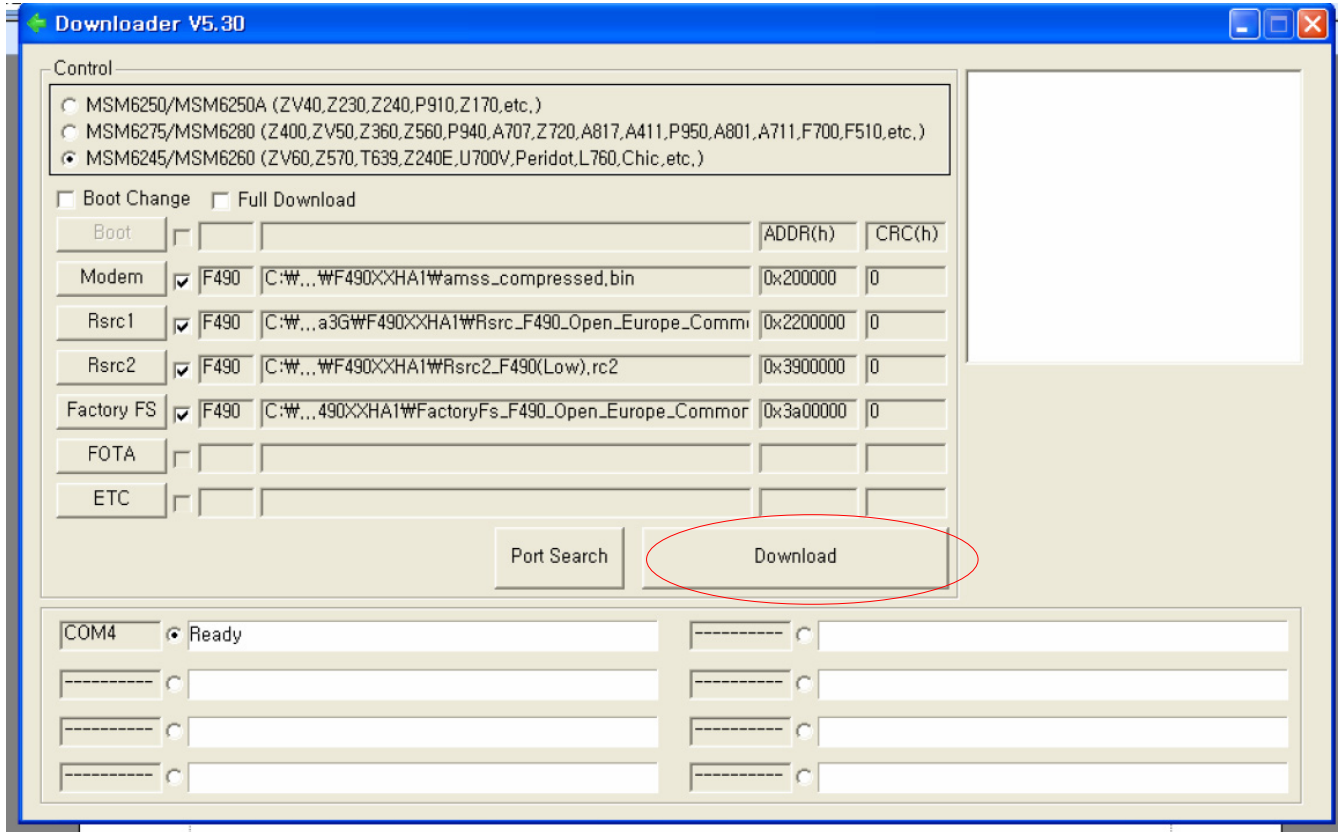 Downloader V5.30
Control
MSM6250/MSM6250A (ZV40,Z230,Z240,P910,Z170,etc,)
MSM6275/MSM6280 (Z400,ZV50,Z360,Z560,P940,A707,Z720,A817,A411,P950,A801,A711,F700,F510,etc,)
MSM6245/MSM6260 (ZV60,Z570,T639,Z240E,U700V,Peridot,L760,Chic,etc,)
Boot Change Full Download
Boot ADDR(h) CRC(h)
Modem F490 C:₩,,,₩F490XXHA1₩amss_compressed,bin 0x200000 0
Rsrc1 F490 C:₩,,,a3G₩F490XXHA1₩Rsrc_F490_Open_Europe_Comm 0x2200000 0
Rsrc2 F490 C:₩,,,₩F490XXHA1₩Rsrc2_F490(Low),rc2 0x3900000 0
Factory FS F490 C:₩,,,490XXHA1₩FactoryFs_F490_Open_Europe_Commor 0x3a00000 0
FOTA
ETC
Port Search Download
COM4 Ready ----------
---------- ----------
---------- ----------
---------- ----------